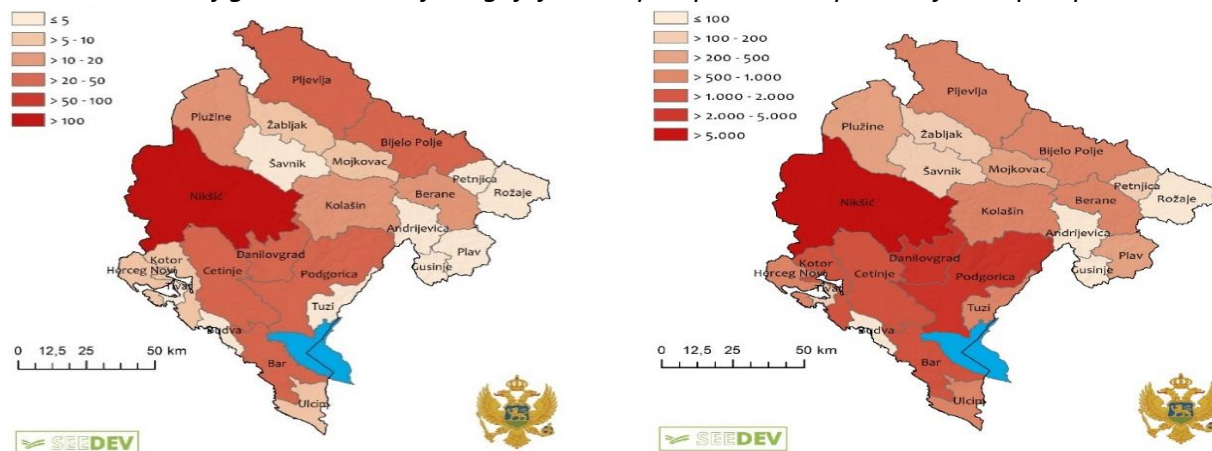 ≤ 5
> 5 - 10
> 10 - 20
> 20 - 50
> 50 - 100
> 100
Pljevlja
Plužine
Žabljak
Bijelo Polje
Šavnik
Mojkovac
Petnjica
Rožaje
Nikšić
Berane
Kolašin
Andrijevica
Danilovgrad
Plav
Kotor
Cetinje
Podgorica
Gusinje
Herceg Novi
Tivat
Tuzi
Budva
Bar
Ulcinj
0 12,5 25 50 km
SEEDEV
≤ 100
> 100 - 200
> 200 - 500
> 500 - 1.000
> 1.000 - 2.000
> 2.000 - 5.000
> 5.000
Pljevlja
Plužine
Žabljak
Bijelo Polje
Šavnik
Mojkovac
Petnjica
Rožaje
Nikšić
Berane
Kolašin
Andrijevica
Danilovgrad
Plav
Kotor
Cetinje
Podgorica
Gusinje
Herceg Novi
Tuzi
Budva
Bar
Ulcinj
0 12,5 25 50 km
SEEDEV